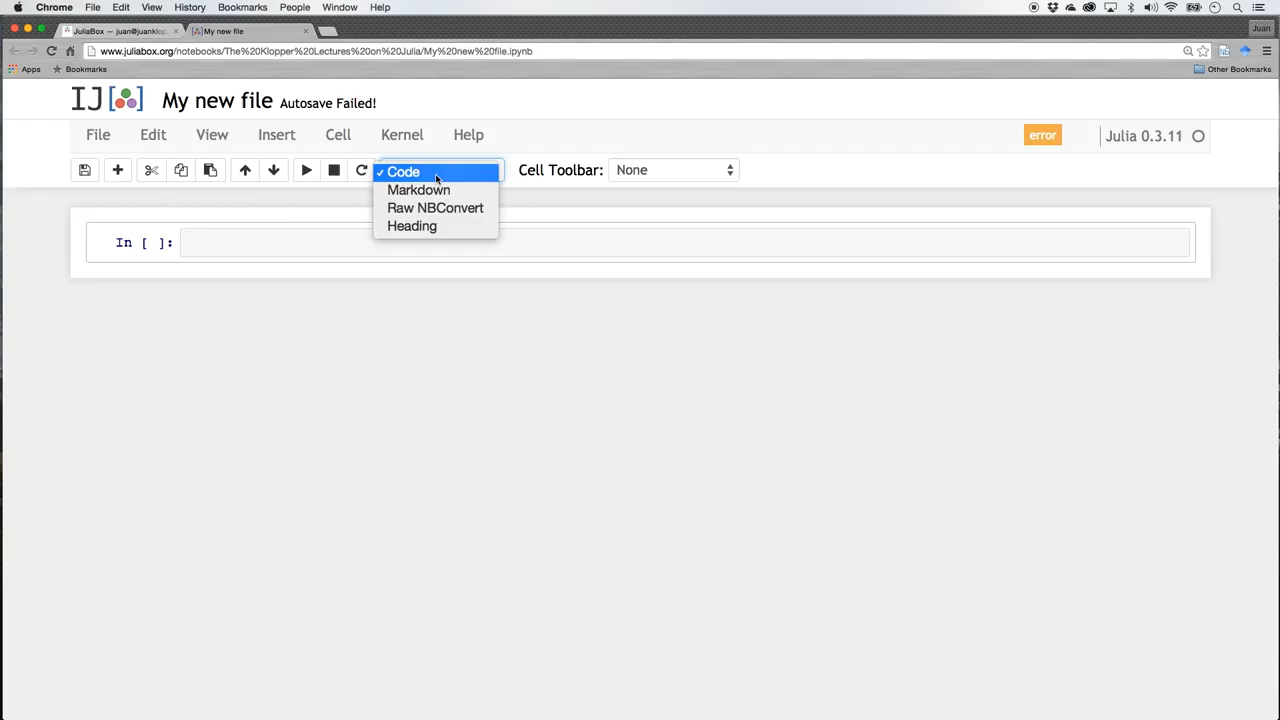 Chrome File Edit View History Bookmarks People Window Help
JuliaBox — juan@juanklop × My new file × Juan
www.juliabox.org/notebooks/The%20Klopper%20Lectures%20on%20Julia/My%20new%20file.ipynb
Apps Bookmarks Other Bookmarks
IJ[ ] My new file Autosave Failed!
File Edit View Insert Cell Kernel Help error Julia 0.3.11
✓ Code Cell Toolbar: None
Markdown
Raw NBConvert
Heading
In [ ]: